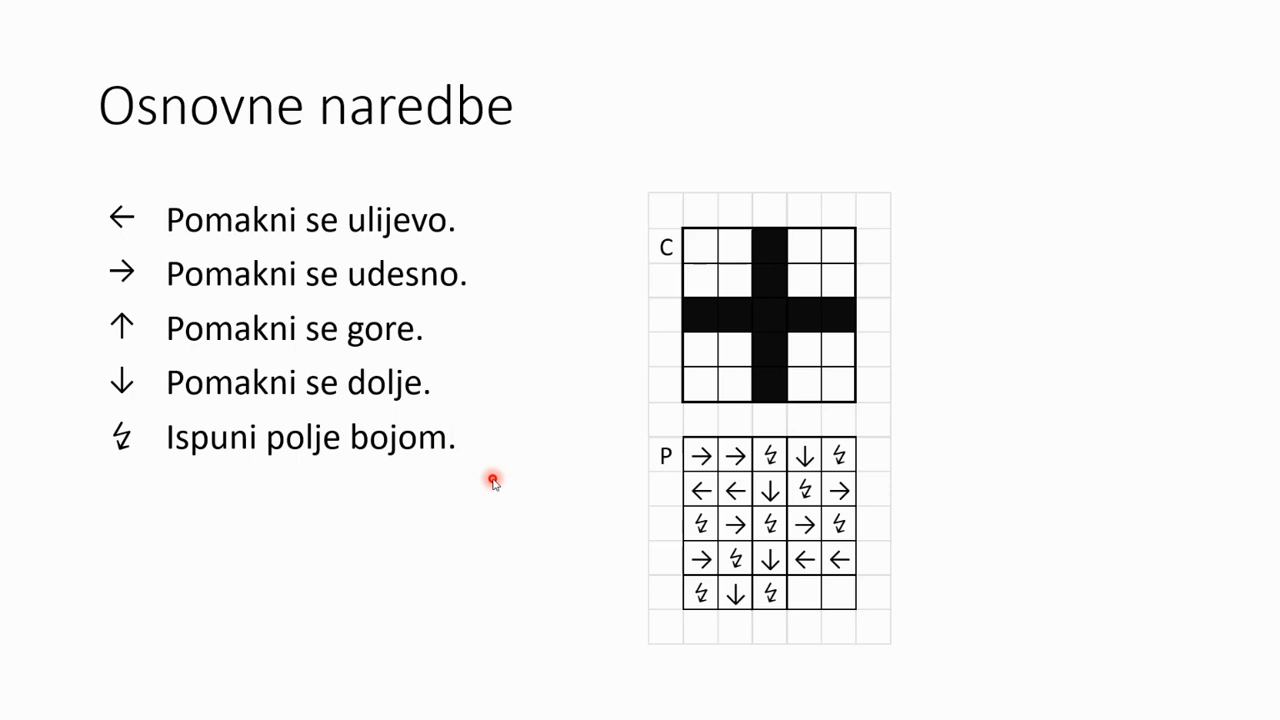 Osnovne naredbe
← Pomakni se ulijevo.
→ Pomakni se udesno.
↑ Pomakni se gore.
↓ Pomakni se dolje.
↯ Ispuni polje bojom.
C
P → → ↯ ↓ ↯
← ← ↓ ↯ →
↯ → ↯ → ↯
→ ↯ ↓ ← ←
↯ ↓ ↯